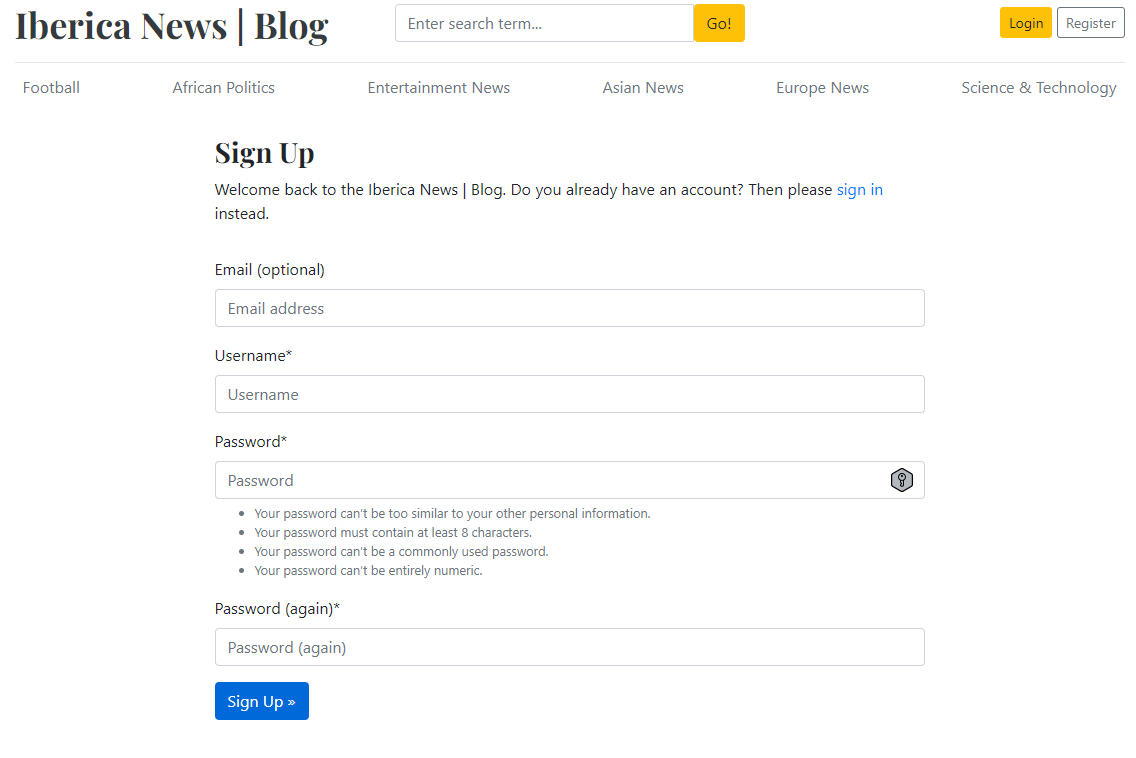 Iberica News | Blog
Enter search term...
Go!
Login
Register
Football
African Politics
Entertainment News
Asian News
Europe News
Science & Technology
Sign Up
Welcome back to the Iberica News | Blog. Do you already have an account? Then please sign in
instead.
Email (optional)
Email address
Username*
Username
Password*
Password
Your password can't be too similar to your other personal information.
Your password must contain at least 8 characters.
Your password can't be a commonly used password.
Your password can't be entirely numeric.
Password (again)*
Password (again)
Sign Up »